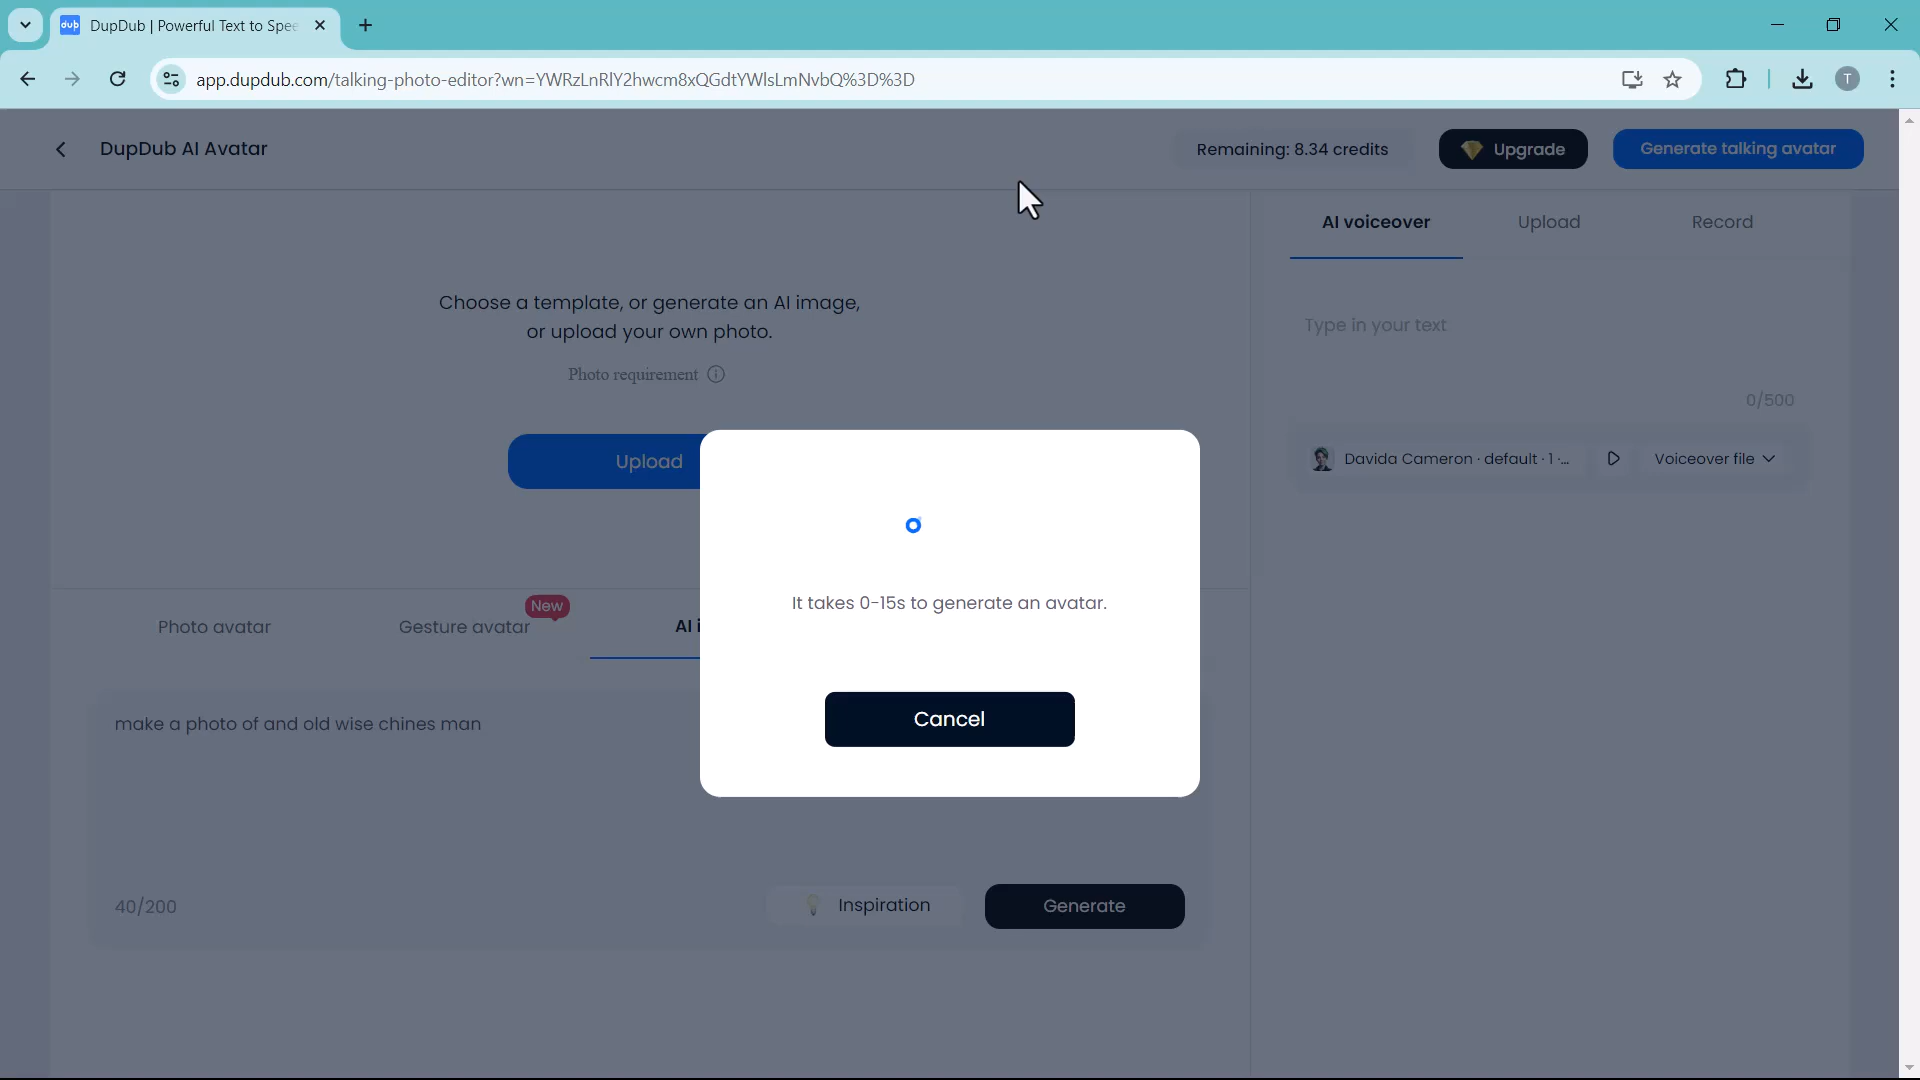 dub
DupDub | Powerful Text to Spee
app.dupdub.com/talking-photo-editor?wn=YWRzLnRlY2hwcm8xQGdtYWlsLmNvbQ%3D%3D
T
DupDub AI Avatar
Remaining: 8.34 credits
Upgrade
Generate talking avatar
AI voiceover
Upload
Record
Choose a template, or generate an AI image,
or upload your own photo.
Photo requirement
Upload
Type in your text
0/500
Davida Cameron · default · 1 ·...
Voiceover file
It takes 0-15s to generate an avatar.
Cancel
Photo avatar
Gesture avatar
New
AI i
make a photo of and old wise chines man
40/200
Inspiration
Generate